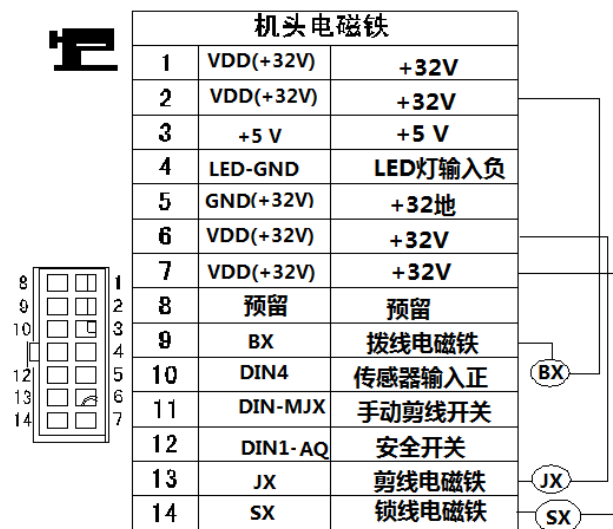 机头电磁铁
1 VDD(+32V) +32V
2 VDD(+32V) +32V
3 +5 V +5 V
4 LED-GND LED灯输入负
5 GND(+32V) +32地
6 VDD(+32V) +32V
7 VDD(+32V) +32V
8 预留 预留
9 BX 拨线电磁铁
10 DIN4 传感器输入正
11 DIN-MJX 手动剪线开关
12 DIN1-AQ 安全开关
13 JX 剪线电磁铁
14 SX 锁线电磁铁
BX
JX
SX
8 1
9 2
10 3
4
12 5
13 6
14 7